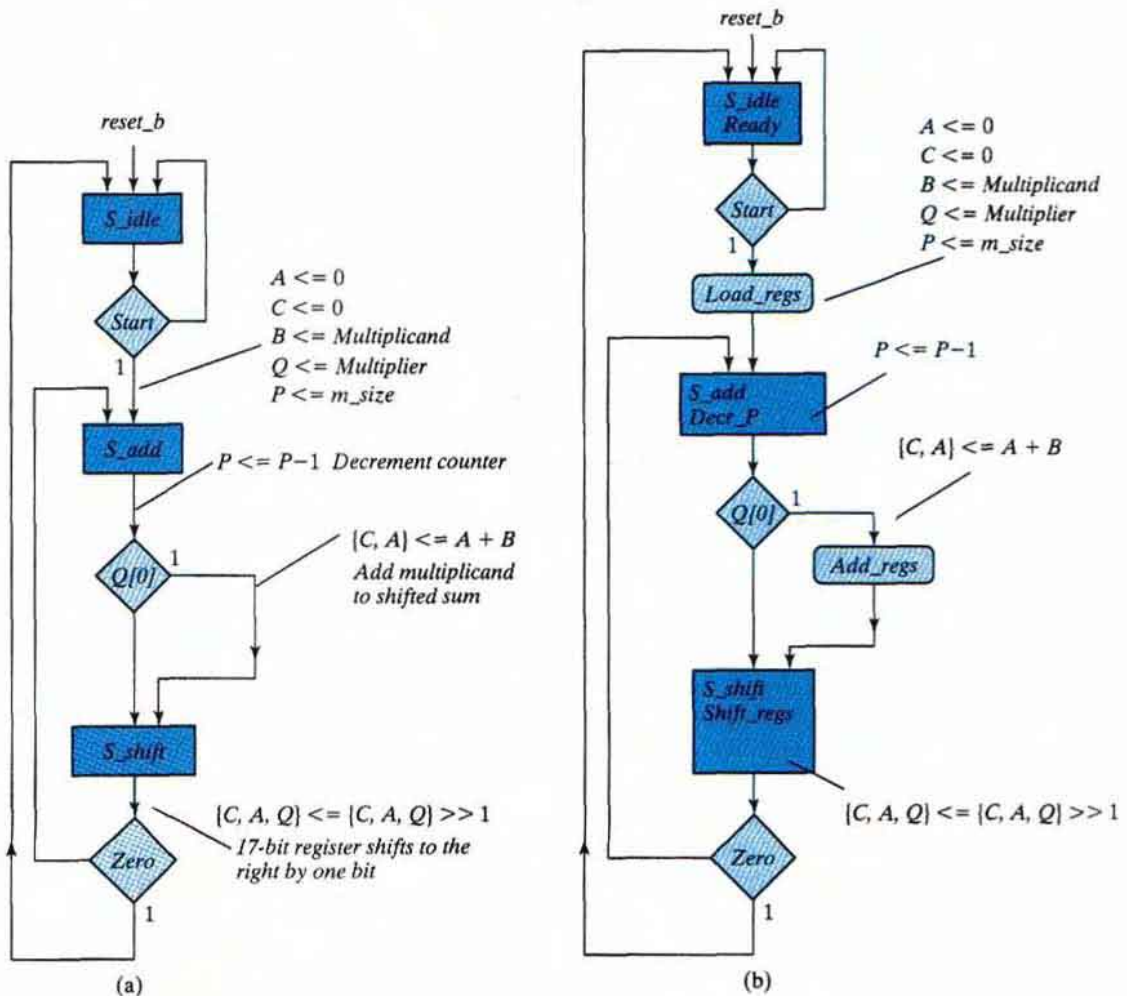 reset_b
S_idle
Start
1
A <= 0
C <= 0
B <= Multiplicand
Q <= Multiplier
P <= m_size
S_add
P <= P−1 Decrement counter
Q[0]
1
{C, A} <= A + B
Add multiplicand
to shifted sum
S_shift
{C, A, Q} <= {C, A, Q} >> 1
17-bit register shifts to the
right by one bit
Zero
1
(a)
reset_b
S_idle
Ready
Start
1
A <= 0
C <= 0
B <= Multiplicand
Q <= Multiplier
P <= m_size
Load_regs
P <= P−1
S_add
Decr_P
{C, A} <= A + B
Q[0]
1
Add_regs
S_shift
Shift_regs
{C, A, Q} <= {C, A, Q} >> 1
Zero
1
(b)